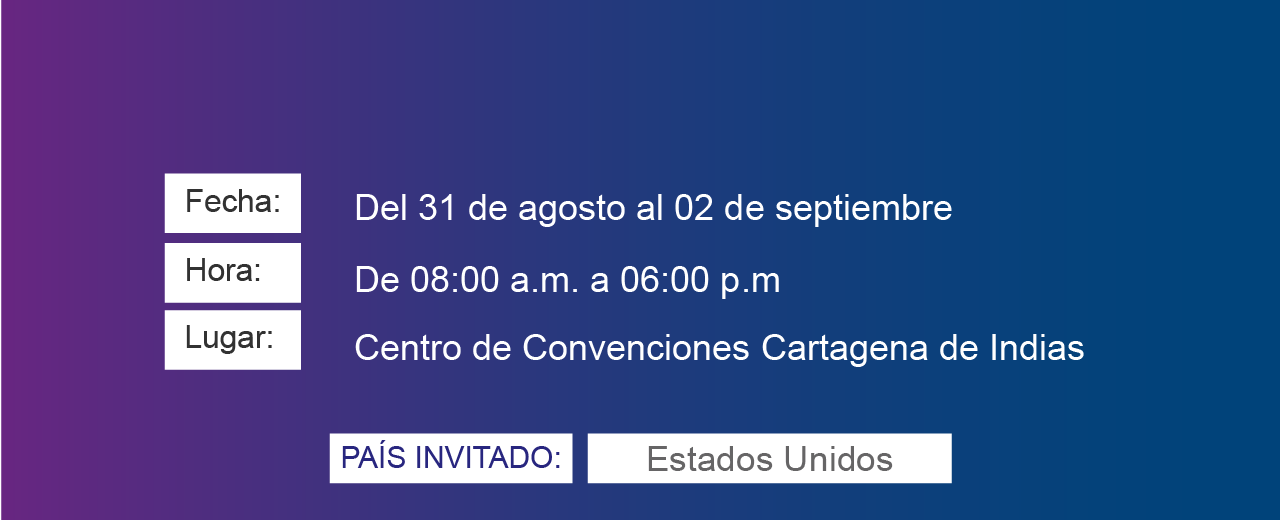 Fecha: Del 31 de agosto al 02 de septiembre
Hora: De 08:00 a.m. a 06:00 p.m
Lugar: Centro de Convenciones Cartagena de Indias
PAÍS INVITADO: Estados Unidos